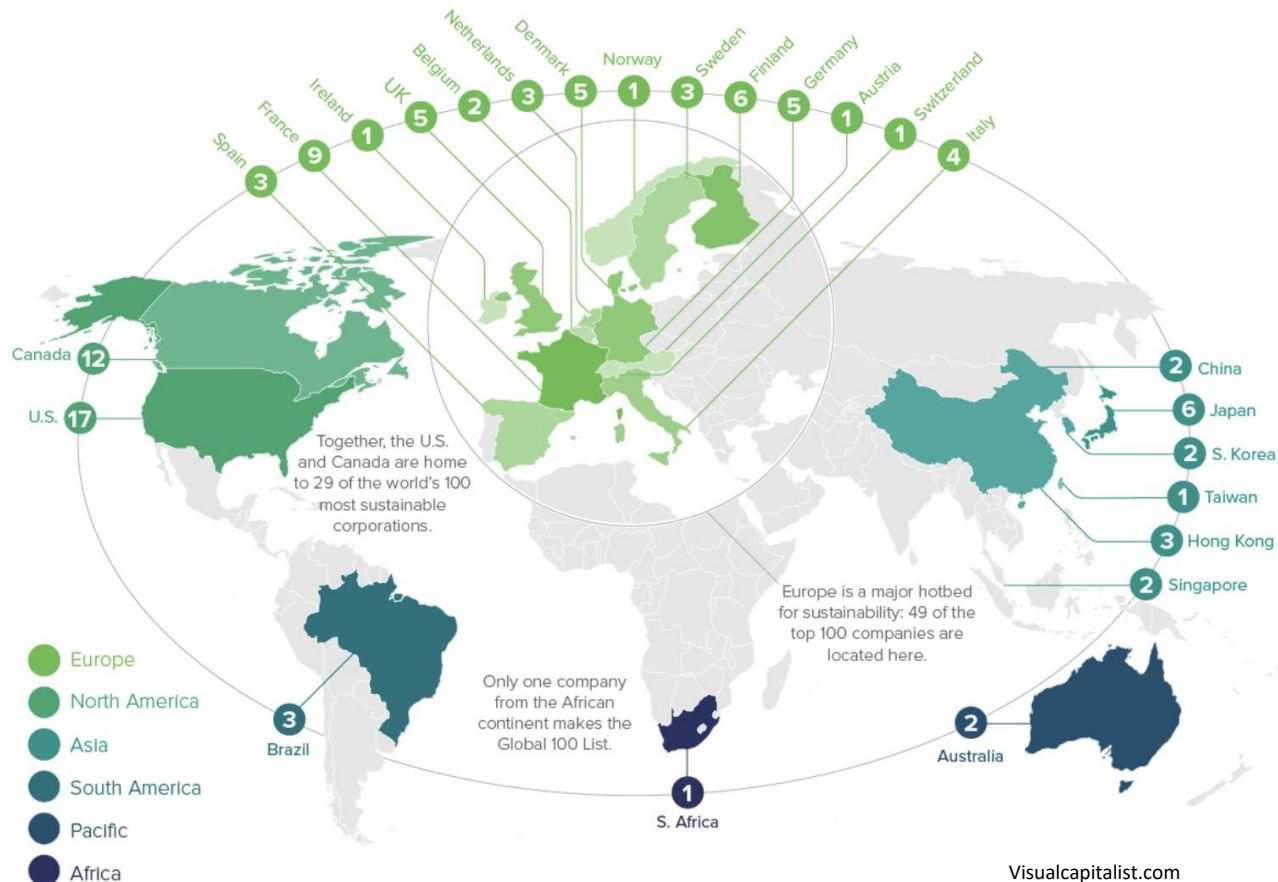 Spain
3
France
9
Ireland
1
UK
5
Belgium
2
Netherlands
3
Denmark
5
Norway
1
Sweden
3
Finland
6
Germany
5
Austria
1
Switzerland
1
Italy
4
Canada 12
U.S. 17
Together, the U.S.
and Canada are home
to 29 of the world's 100
most sustainable
corporations.
2 China
6 Japan
2 S. Korea
1 Taiwan
3 Hong Kong
2 Singapore
Europe is a major hotbed
for sustainability: 49 of the
top 100 companies are
located here.
Only one company
from the African
continent makes the
Global 100 List.
3
Brazil
2
Australia
1
S. Africa
Europe
North America
Asia
South America
Pacific
Africa
Visualcapitalist.com